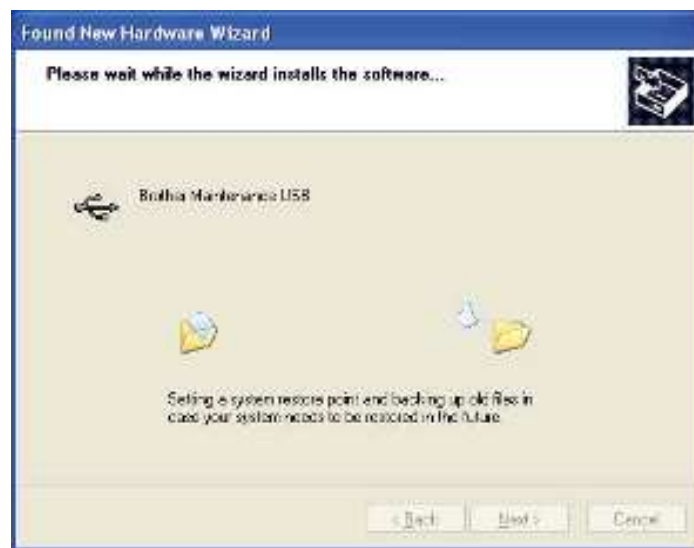 Found New Hardware Wizard
Please wait while the wizard installs the software...
Brother Maintenance USB
Setting a system restore point and backing up old files in
case your system needs to be restored in the future.
< Back
Next >
Cancel